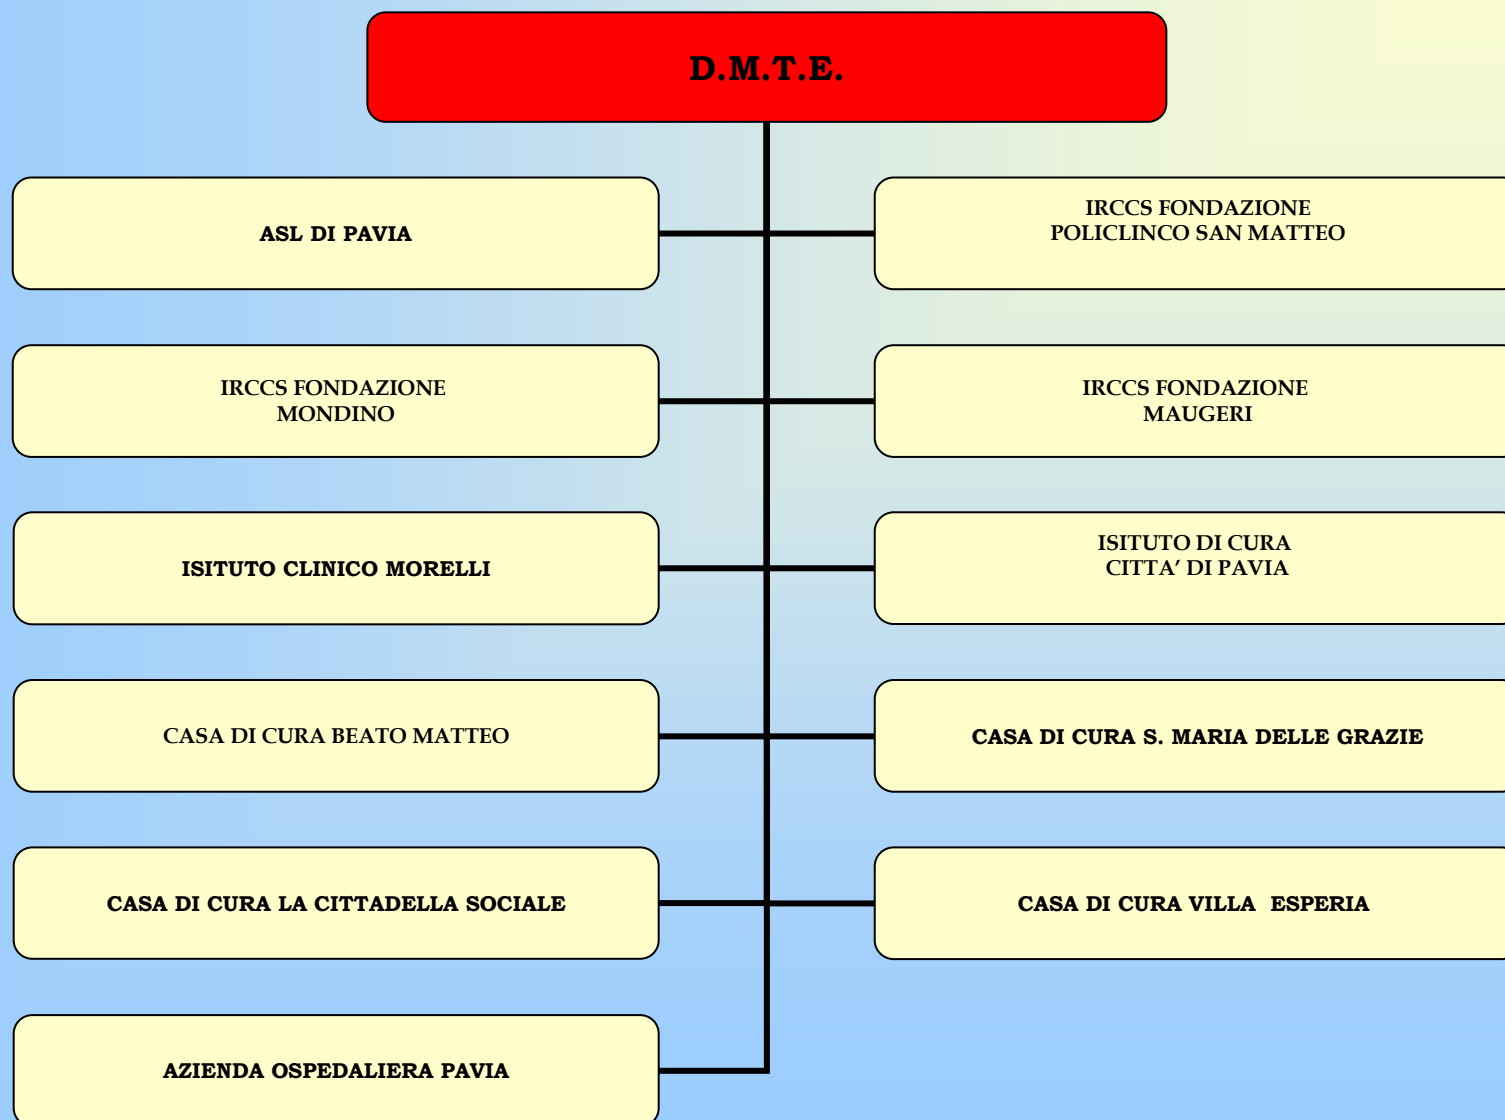 D.M.T.E.
ASL DI PAVIA
IRCCS FONDAZIONE
POLICLINCO SAN MATTEO
IRCCS FONDAZIONE
MONDINO
IRCCS FONDAZIONE
MAUGERI
ISITUTO CLINICO MORELLI
ISITUTO DI CURA
CITTA’ DI PAVIA
CASA DI CURA BEATO MATTEO
CASA DI CURA S. MARIA DELLE GRAZIE
CASA DI CURA LA CITTADELLA SOCIALE
CASA DI CURA VILLA  ESPERIA
AZIENDA OSPEDALIERA PAVIA